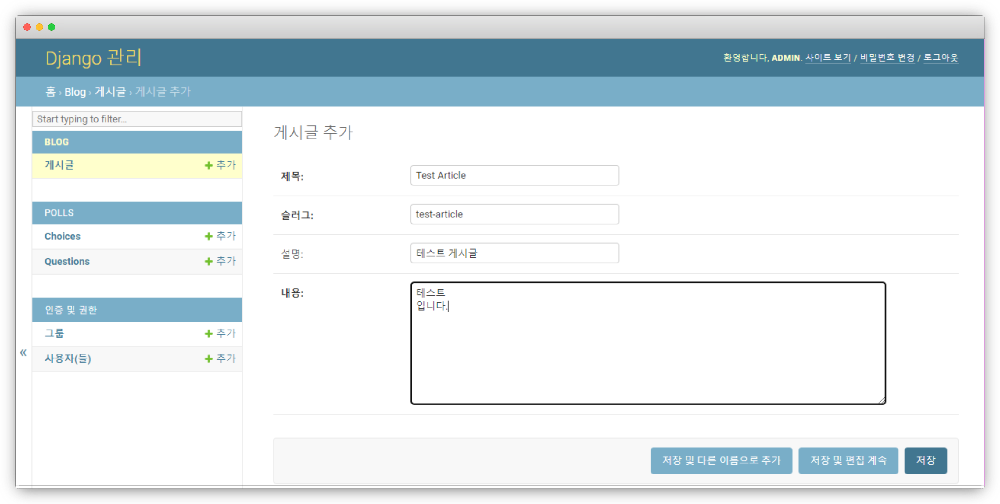 Django 관리
환영합니다, ADMIN. 사이트 보기 / 비밀번호 변경 / 로그아웃
홈 › Blog › 게시글 › 게시글 추가
Start typing to filter...
BLOG
게시글 + 추가
POLLS
Choices + 추가
Questions + 추가
인증 및 권한
그룹 + 추가
사용자(들) + 추가
«
게시글 추가
제목: Test Article
슬러그: test-article
설명: 테스트 게시글
내용: 테스트
입니다.
저장 및 다른 이름으로 추가 저장 및 편집 계속 저장